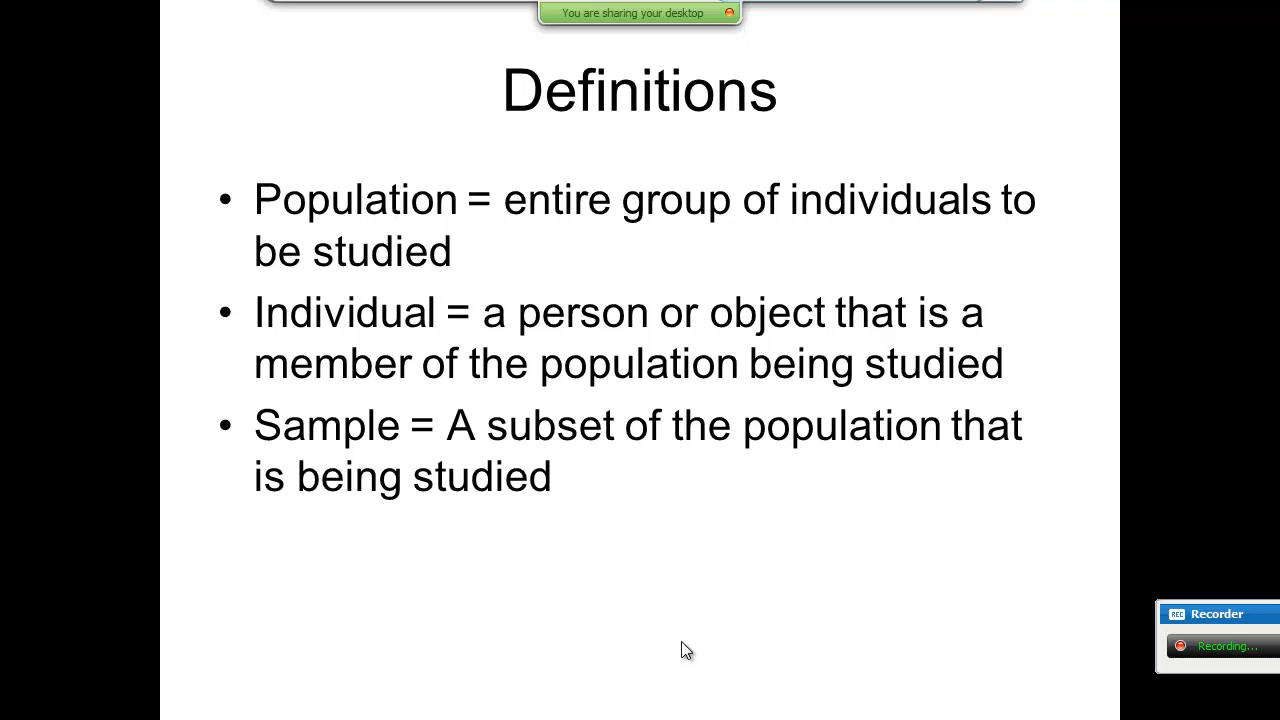 You are sharing your desktop
Definitions
• Population = entire group of individuals to
be studied
• Individual = a person or object that is a
member of the population being studied
• Sample = A subset of the population that
is being studied
REC Recorder
Recording...